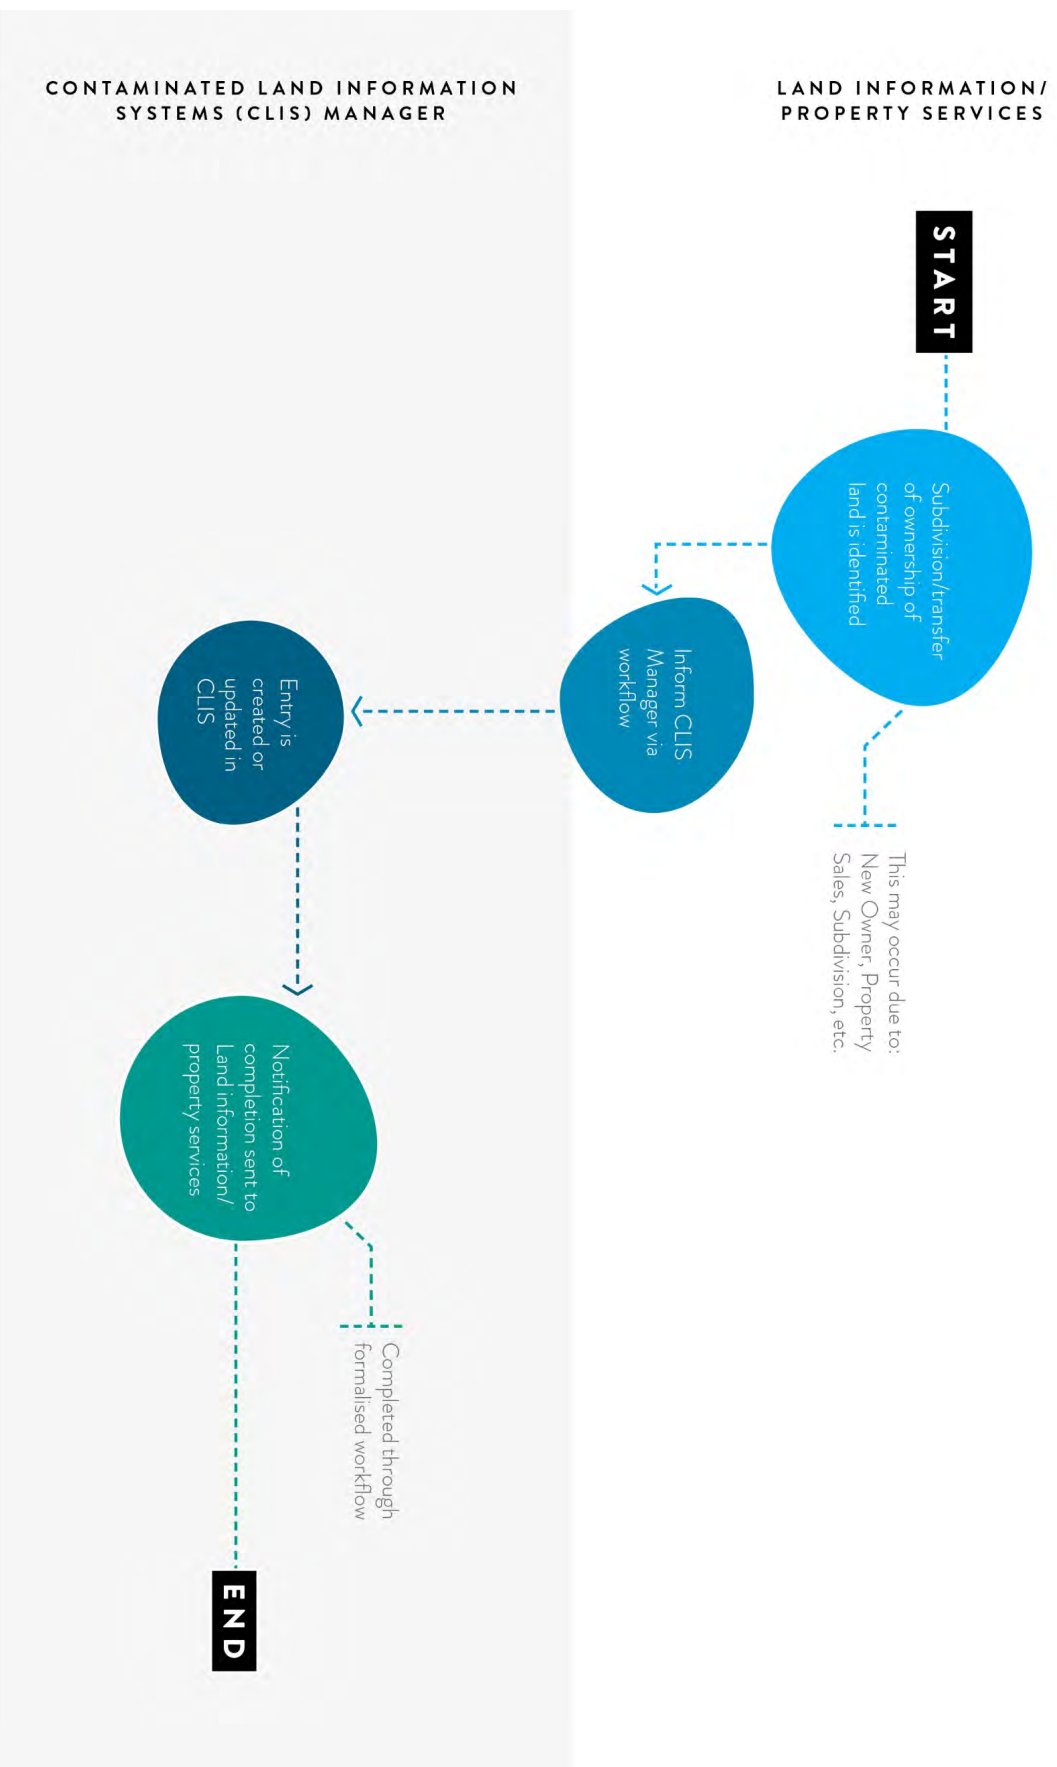 CONTAMINATED LAND INFORMATION
SYSTEMS (CLIS) MANAGER
LAND INFORMATION/
PROPERTY SERVICES
START
Subdivision/transfer
of ownership of
contaminated
land is identified
This may occur due to:
New Owner, Property
Sales, Subdivision, etc.
Inform CLIS
Manager via
workflow
Entry is
created or
updated in
CLIS
Notification of
completion sent to
Land information/
property services
Completed through
formalised workflow
END